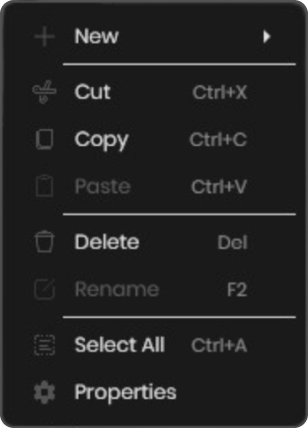 New
Cut Ctrl+X
Copy Ctrl+C
Paste Ctrl+V
Delete Del
Rename F2
Select All Ctrl+A
Properties